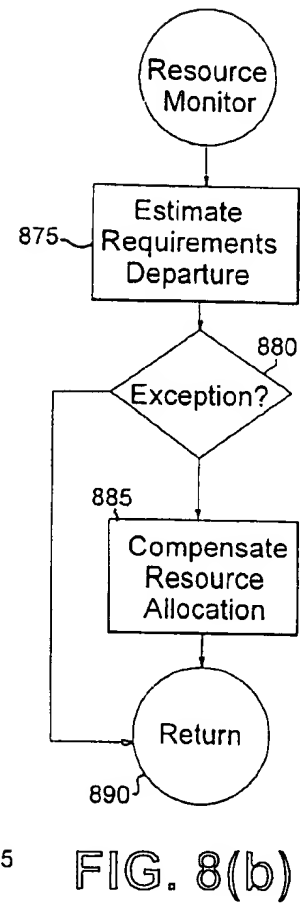 Resource
Monitor
875
Estimate
Requirements
Departure
880
Exception?
885
Compensate
Resource
Allocation
Return
890
5
FIG. 8(b)